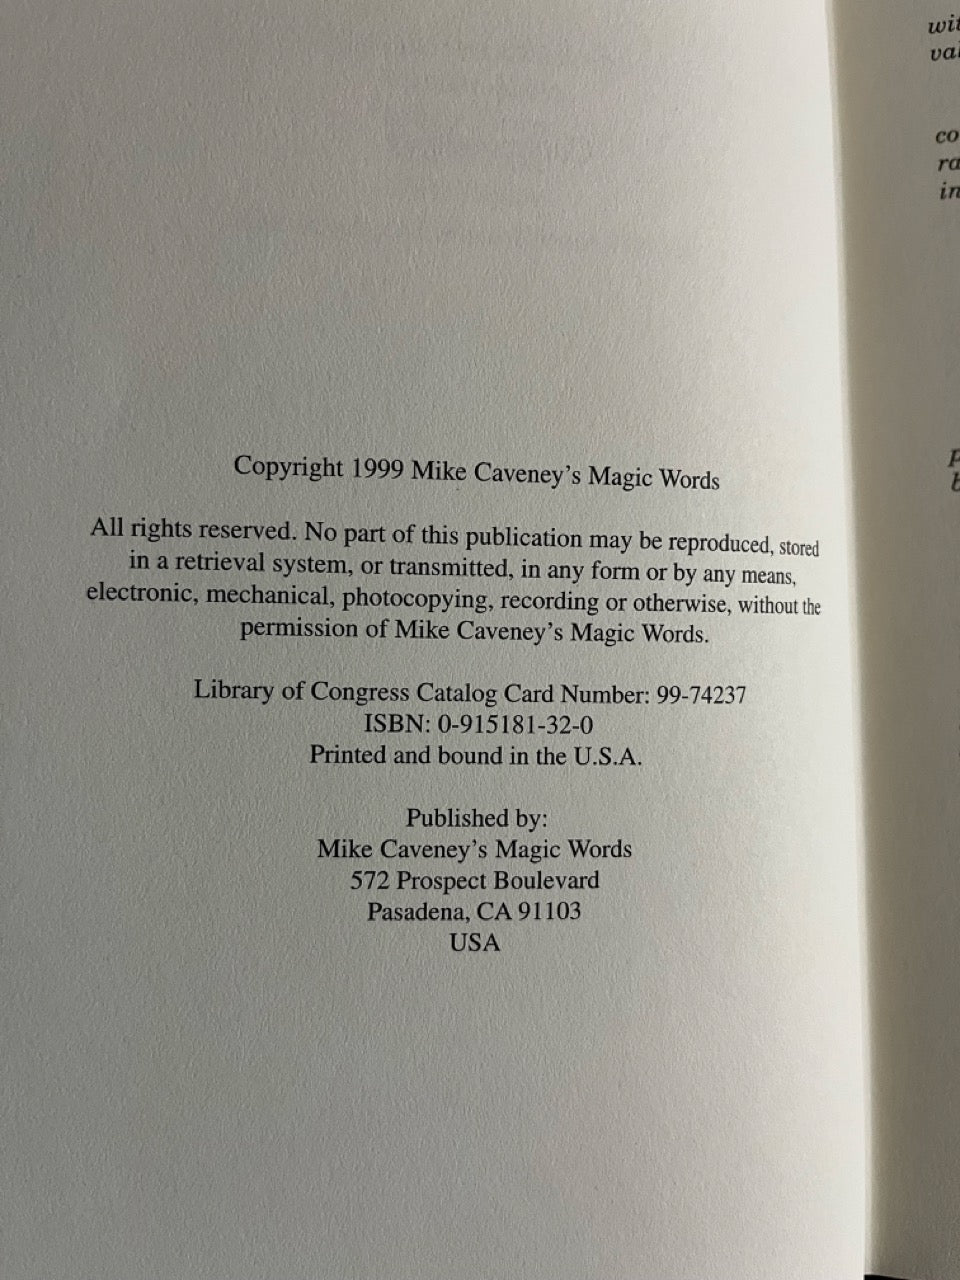 Copyright 1999 Mike Caveney's Magic Words
All rights reserved. No part of this publication may be reproduced, stored
in a retrieval system, or transmitted, in any form or by any means,
electronic, mechanical, photocopying, recording or otherwise, without the
permission of Mike Caveney's Magic Words.
Library of Congress Catalog Card Number: 99-74237
ISBN: 0-915181-32-0
Printed and bound in the U.S.A.
Published by:
Mike Caveney's Magic Words
572 Prospect Boulevard
Pasadena, CA 91103
USA